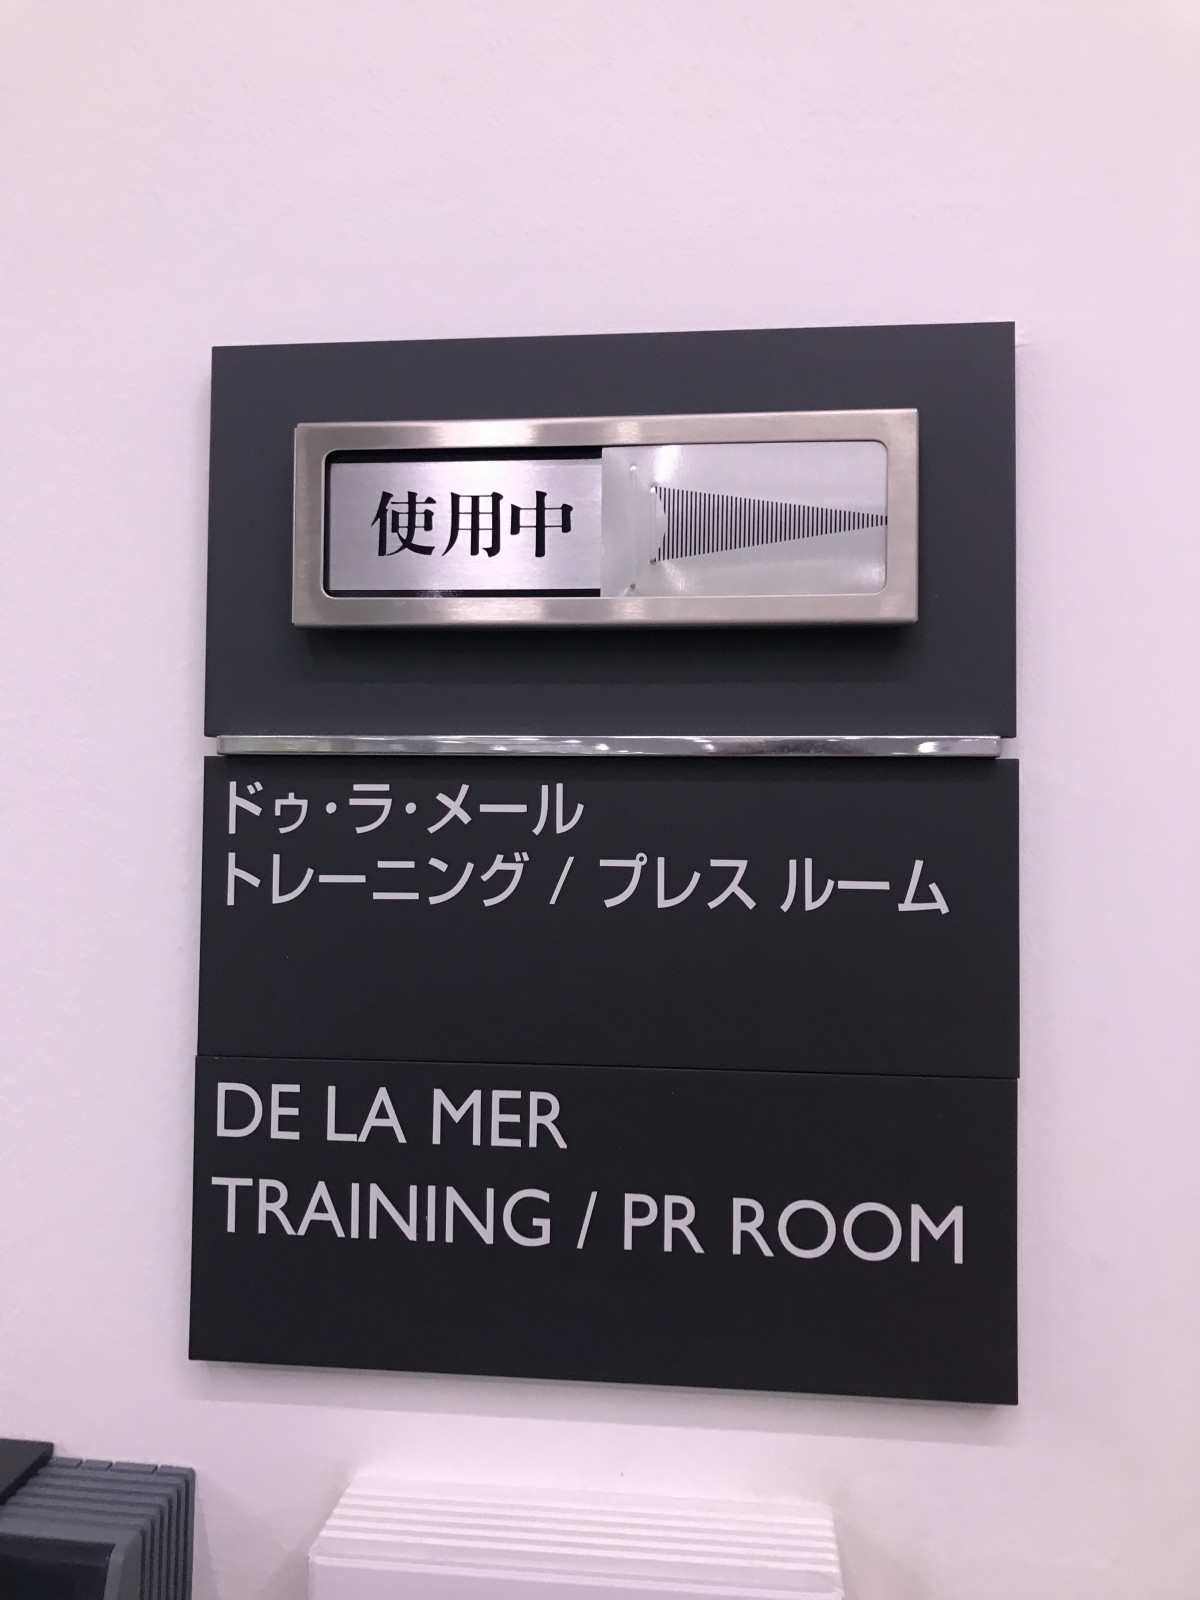 使用中
ドゥ・ラ・メール
トレーニング / プレス ルーム
DE LA MER
TRAINING / PR ROOM